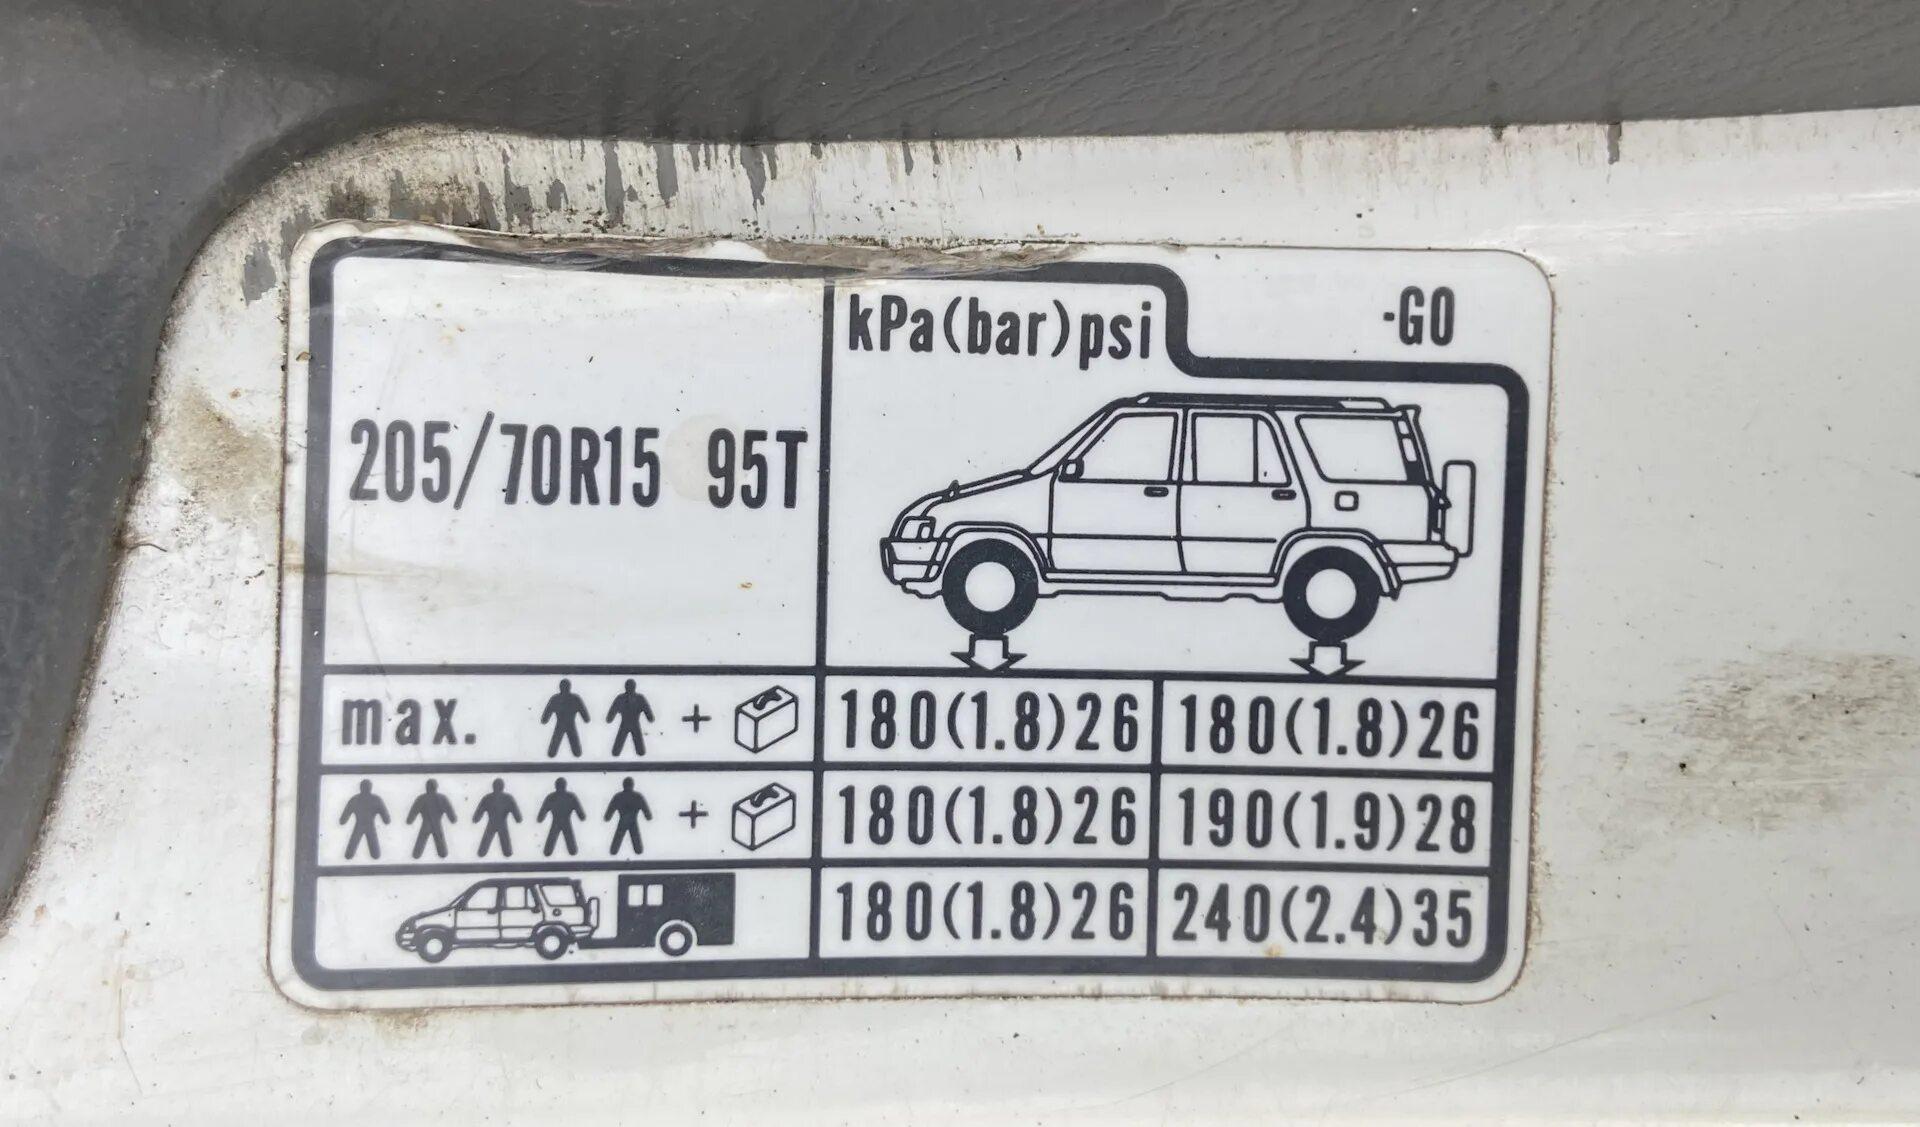 kPa(bar)psi -G0
205/70R15 95T
max. + 180(1.8)26 180(1.8)26
+ 180(1.8)26 190(1.9)28
180(1.8)26 240(2.4)35